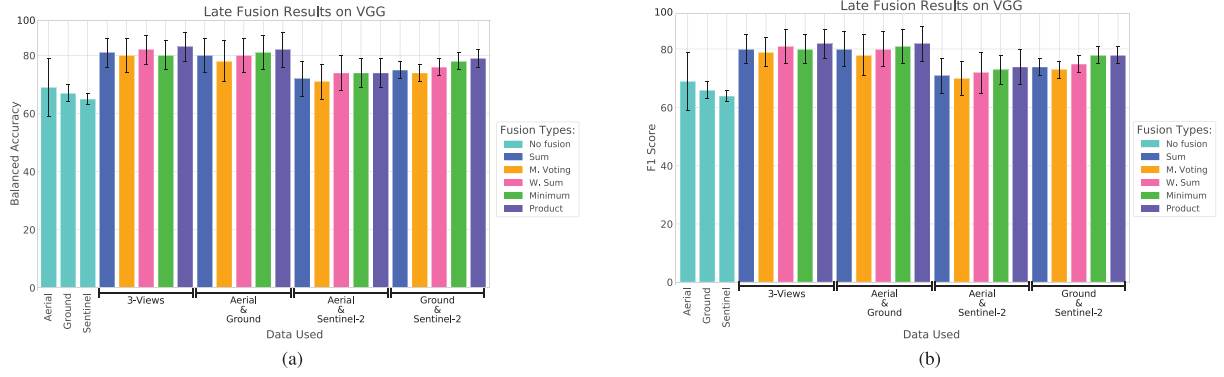 Late Fusion Results on VGG
100
80
60
40
20
0
Balanced Accuracy
Aerial
Ground
Sentinel
3-Views
Aerial
&
Ground
Aerial
&
Sentinel-2
Ground
&
Sentinel-2
Data Used
Fusion Types:
No fusion
Sum
M. Voting
W. Sum
Minimum
Product
(a)
Late Fusion Results on VGG
100
80
60
40
20
0
F1 Score
Aerial
Ground
Sentinel
3-Views
Aerial
&
Ground
Aerial
&
Sentinel-2
Ground
&
Sentinel-2
Data Used
Fusion Types:
No fusion
Sum
M. Voting
W. Sum
Minimum
Product
(b)